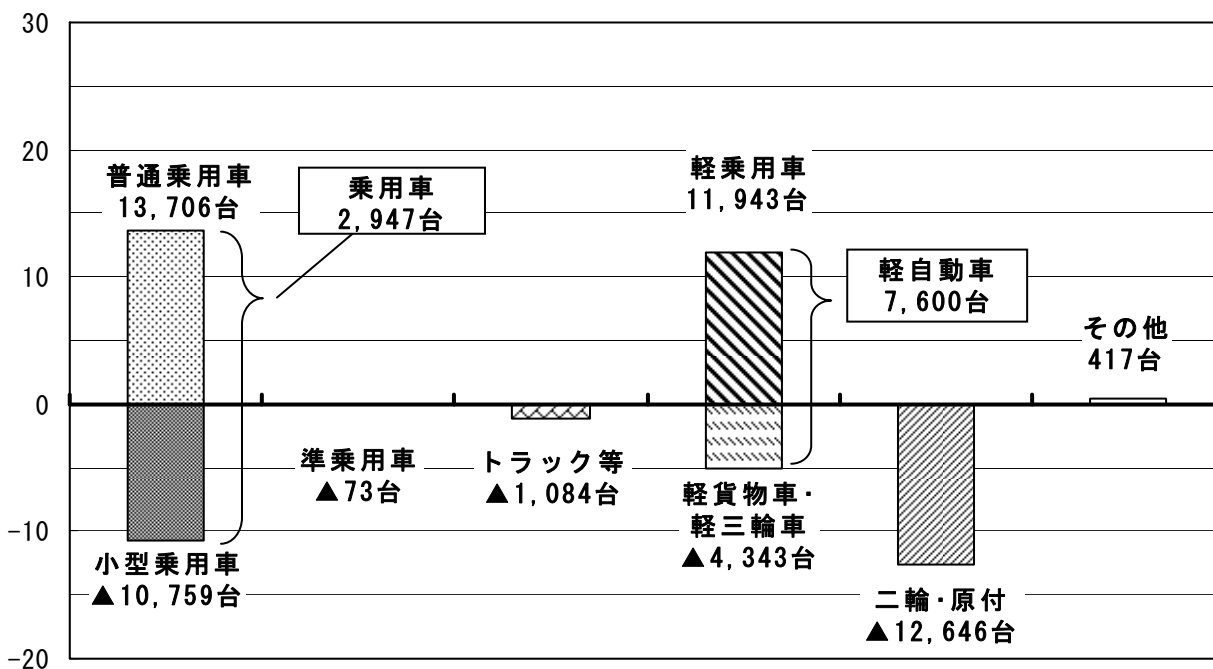 30
20
10
0
-10
-20
普通乗用車
13,706台
乗用車
2,947台
軽乗用車
11,943台
軽自動車
7,600台
その他
417台
準乗用車
▲73台
トラック等
▲1,084台
軽貨物車・
軽三輪車
▲4,343台
小型乗用車
▲10,759台
二輪・原付
▲12,646台